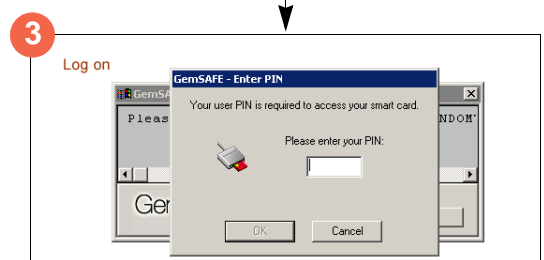 3
Log on
GemSAFE - Enter PIN
Your user PIN is required to access your smart card.
Please enter your PIN:
OK
Cancel